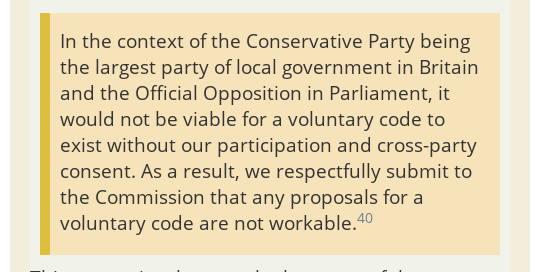 In the context of the Conservative Party being
the largest party of local government in Britain
and the Official Opposition in Parliament, it
would not be viable for a voluntary code to
exist without our participation and cross-party
consent. As a result, we respectfully submit to
the Commission that any proposals for a
voluntary code are not workable.40